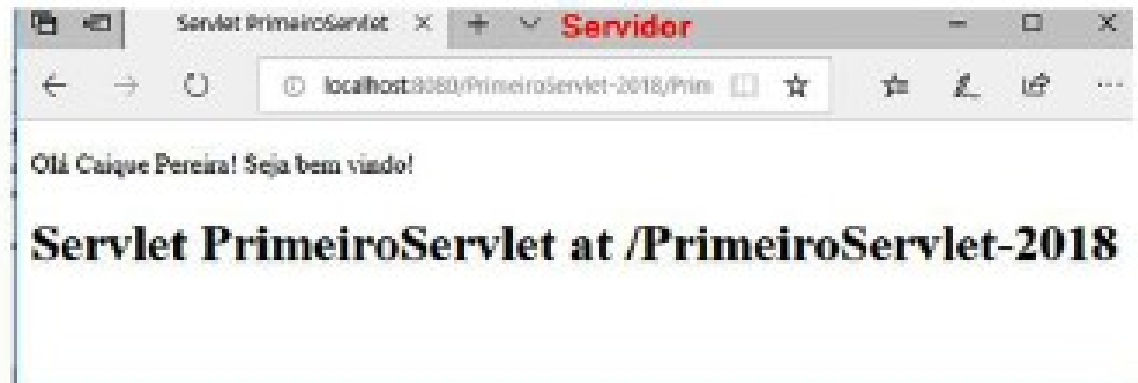 Servlet PrimeiroServlet
Servidor
localhost:8080/PrimeiroServlet-2018/Prim
Olá Caique Pereira! Seja bem vindo!
Servlet PrimeiroServlet at /PrimeiroServlet-2018